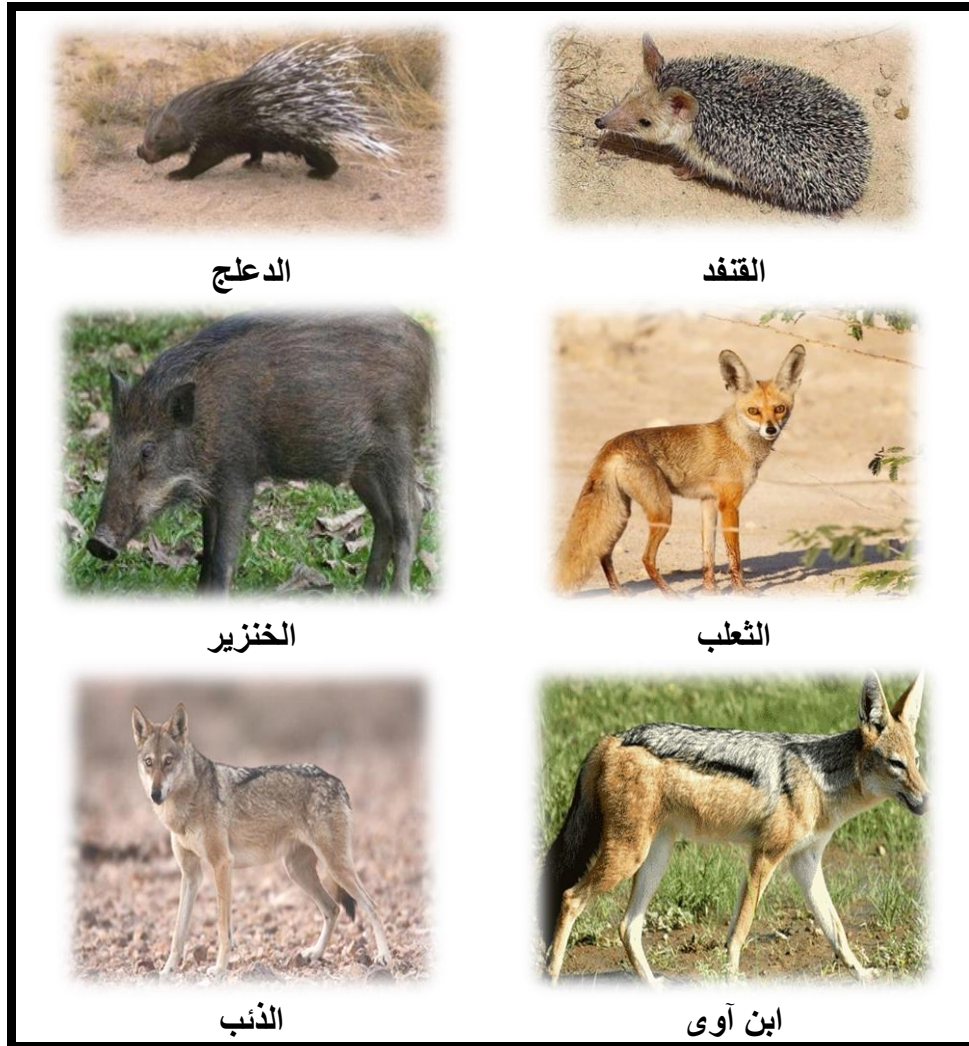 القنفد
الدعلج
الثعلب
الخنزير
ابن آوى
الذئب